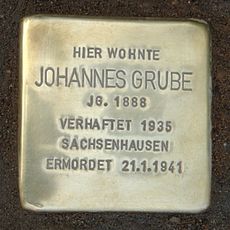 HIER WOHNTE
JOHANNES GRUBE
JG. 1888
VERHAFTET 1935
SACHSENHAUSEN
ERMORDET 21.1.1941